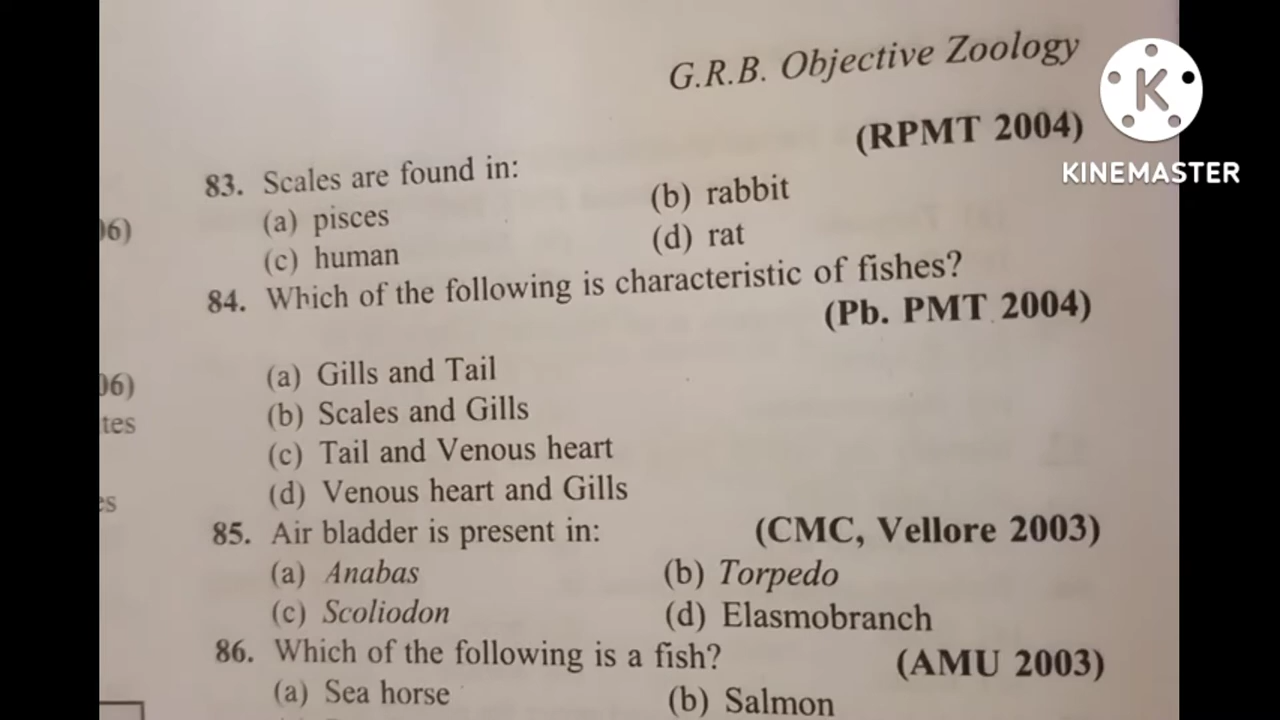 G.R.B. Objective Zoology
KINEMASTER
(RPMT 2004)
83. Scales are found in:
(a) pisces (b) rabbit
(c) human (d) rat
84. Which of the following is characteristic of fishes?
(Pb. PMT 2004)
(a) Gills and Tail
(b) Scales and Gills
(c) Tail and Venous heart
(d) Venous heart and Gills
85. Air bladder is present in: (CMC, Vellore 2003)
(a) Anabas (b) Torpedo
(c) Scoliodon (d) Elasmobranch
86. Which of the following is a fish? (AMU 2003)
(a) Sea horse (b) Salmon